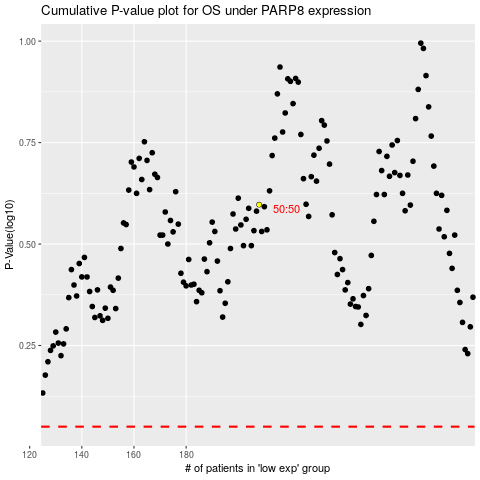 Cumulative P-value plot for OS under PARP8 expression
1.00
0.75
0.50
0.25
P-Value(log10)
50:50
120 140 160 180
# of patients in 'low exp' group